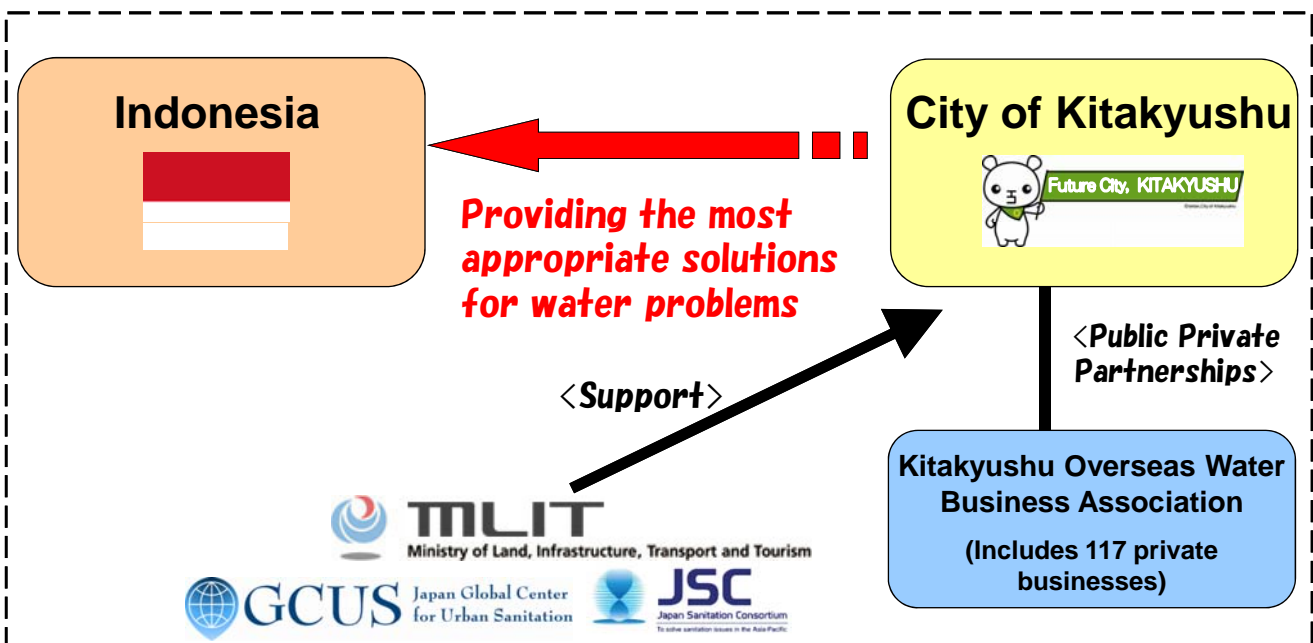 Indonesia
City of Kitakyushu
Future City, KITAKYUSHU
Providing the most
appropriate solutions
for water problems
<Public Private
Partnerships>
<Support>
Kitakyushu Overseas Water
Business Association
(Includes 117 private
businesses)
MLIT
Ministry of Land, Infrastructure, Transport and Tourism
GCUS Japan Global Center
for Urban Sanitation
JSC
Japan Sanitation Consortium
To solve sanitation issues in the Asia-Pacific